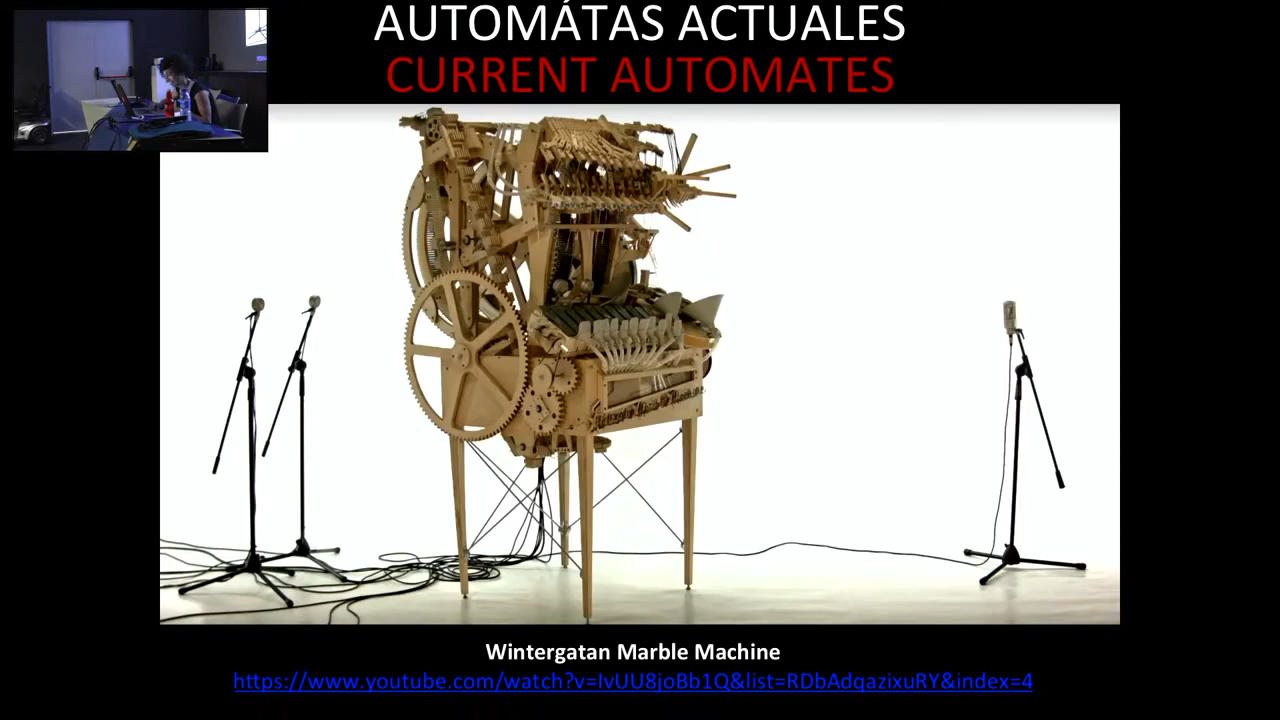 AUTOMÁTAS ACTUALES
CURRENT AUTOMATES
Wintergatan Marble Machine
https://www.youtube.com/watch?v=IvUU8joBb1Q&list=RDbAdqazixuRY&index=4